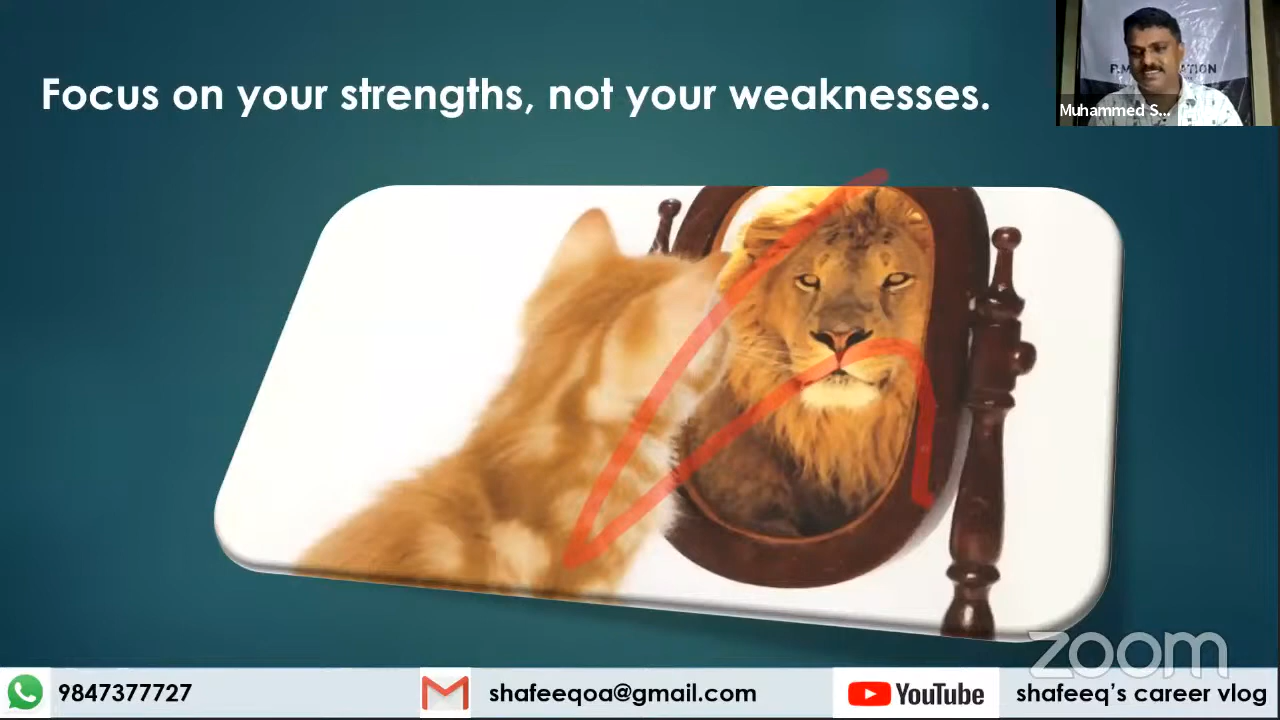 Focus on your strengths, not your weaknesses.
Muhammed S...
zoom
9847377727
shafeeqoa@gmail.com
YouTube
shafeeq's career vlog